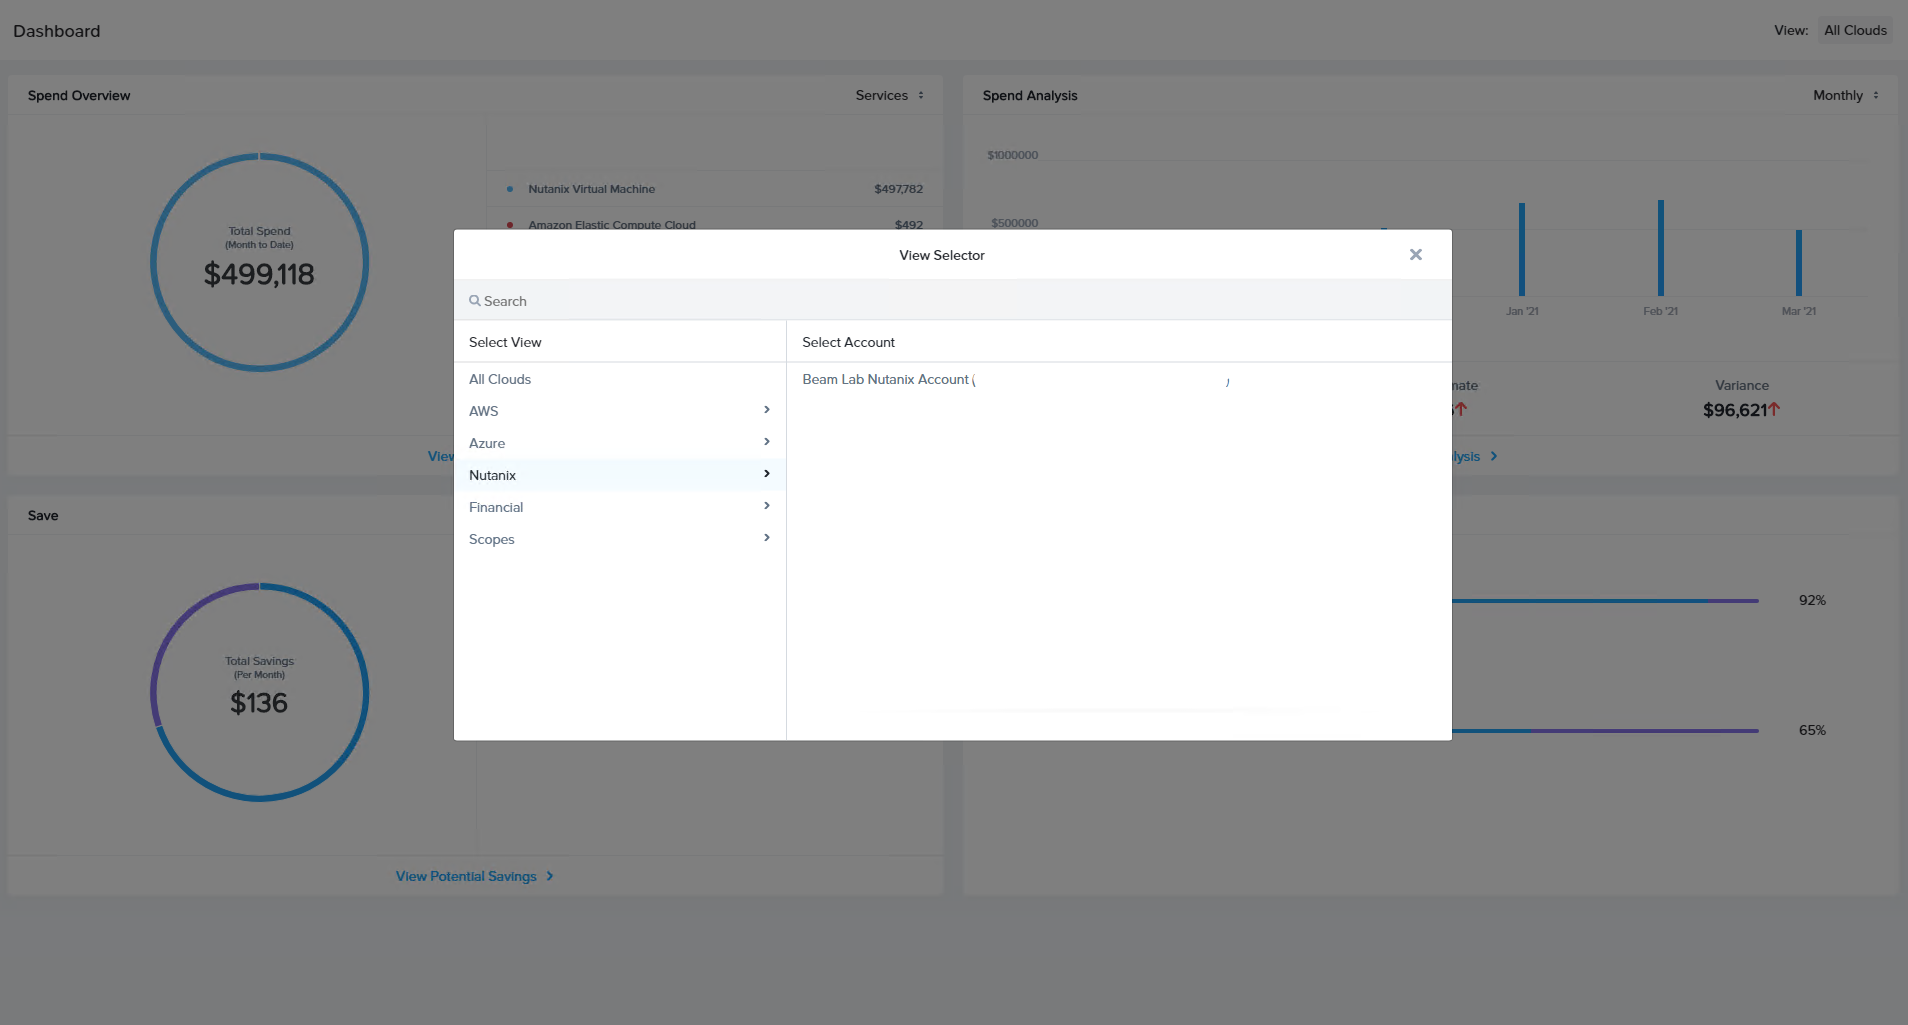 Dashboard
View: All Clouds
Spend Overview
Services
Total Spend
(Month to Date)
$499,118
Nutanix Virtual Machine $497,782
Amazon Elastic Compute Cloud $492
View
Spend Analysis
Monthly
$1000000
$500000
Jan '21 Feb '21 Mar '21
Variance
$96,621
View Selector
Search
Select View
All Clouds
AWS
Azure
Nutanix
Financial
Scopes
Select Account
Beam Lab Nutanix Account ( )
Save
Total Savings
(Per Month)
$136
View Potential Savings
92%
65%